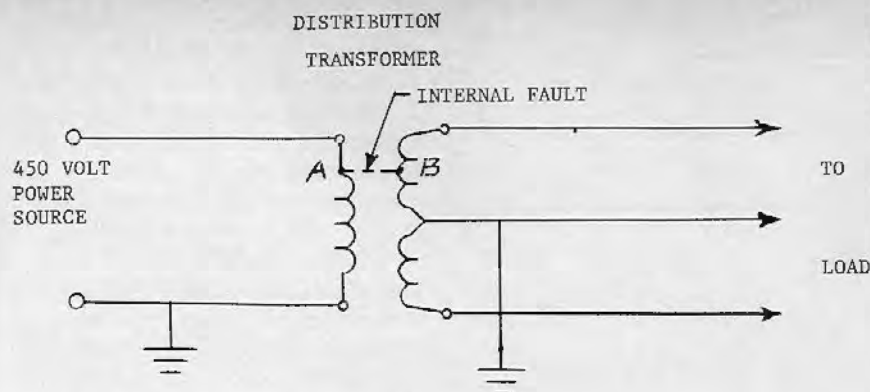 DISTRIBUTION
TRANSFORMER
INTERNAL FAULT
450 VOLT
POWER
SOURCE
A
B
TO
LOAD